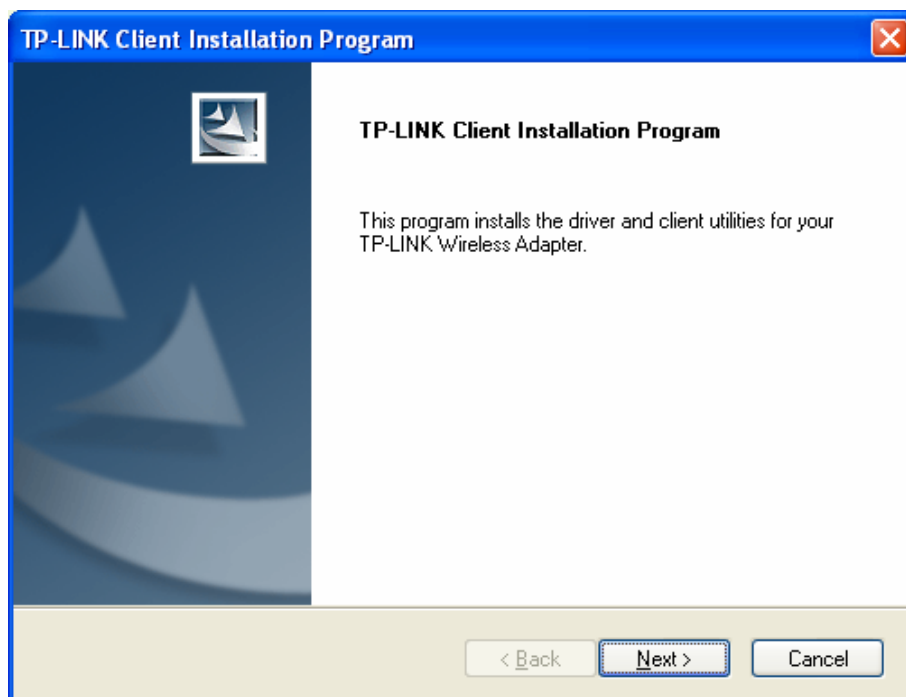 TP-LINK Client Installation Program
TP-LINK Client Installation Program
This program installs the driver and client utilities for your
TP-LINK Wireless Adapter.
< Back
Next >
Cancel